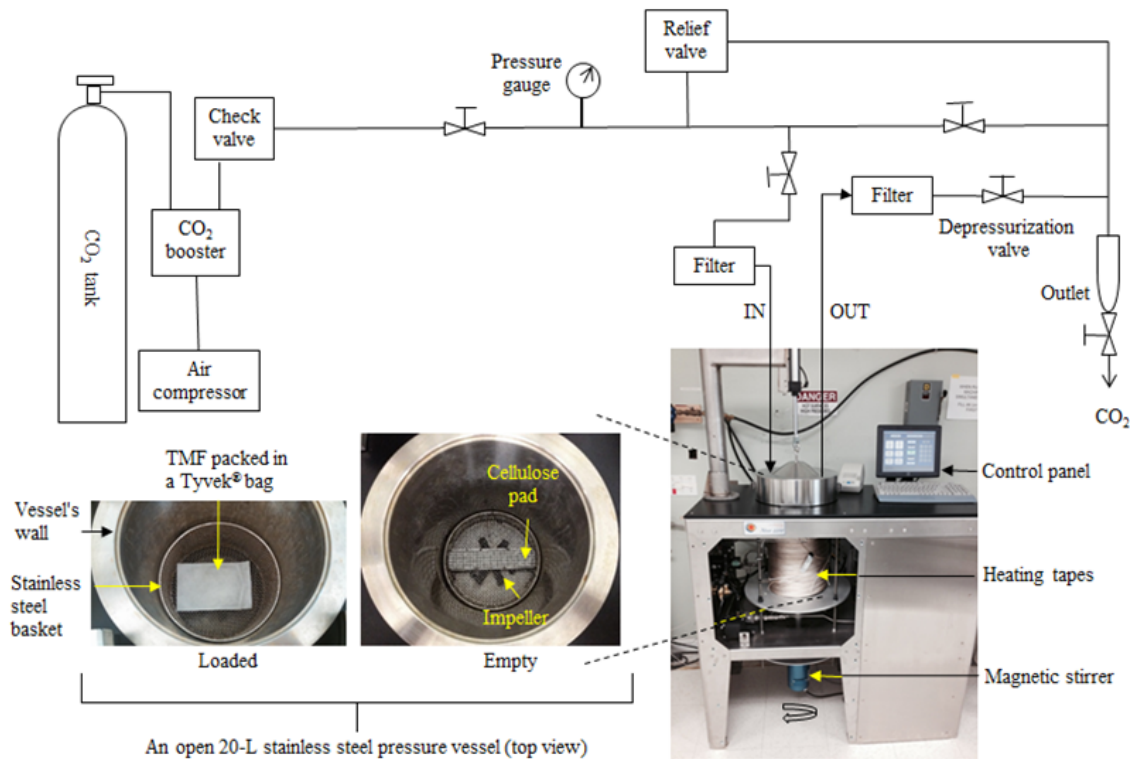 Relief
valve
Pressure
gauge
Check
valve
CO₂ tank
CO₂
booster
Air
compressor
Filter
Filter
Depressurization
valve
IN
OUT
Outlet
CO₂
DANGER
Control panel
Heating tapes
Magnetic stirrer
TMF packed in
a Tyvek® bag
Vessel's
wall
Stainless
steel
basket
Cellulose
pad
Impeller
Loaded
Empty
An open 20-L stainless steel pressure vessel (top view)